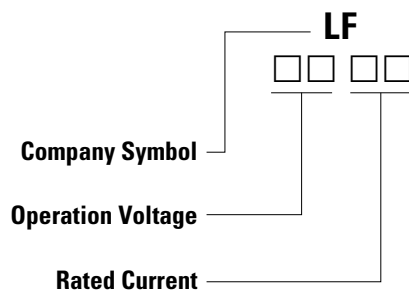 LF
□□ □□
Company Symbol
Operation Voltage
Rated Current